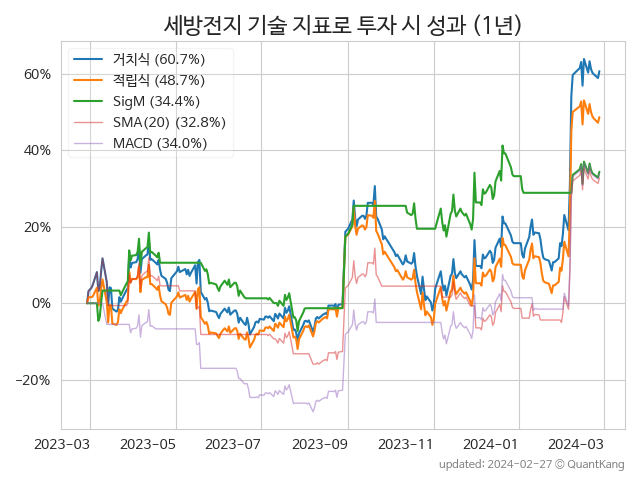 세방전지 기술 지표로 투자 시 성과 (1년)
거치식 (60.7%)
적립식 (48.7%)
SigM (34.4%)
SMA(20) (32.8%)
MACD (34.0%)
60%
40%
20%
0%
−20%
2023-03 2023-05 2023-07 2023-09 2023-11 2024-01 2024-03
updated: 2024-02-27 © QuantKang